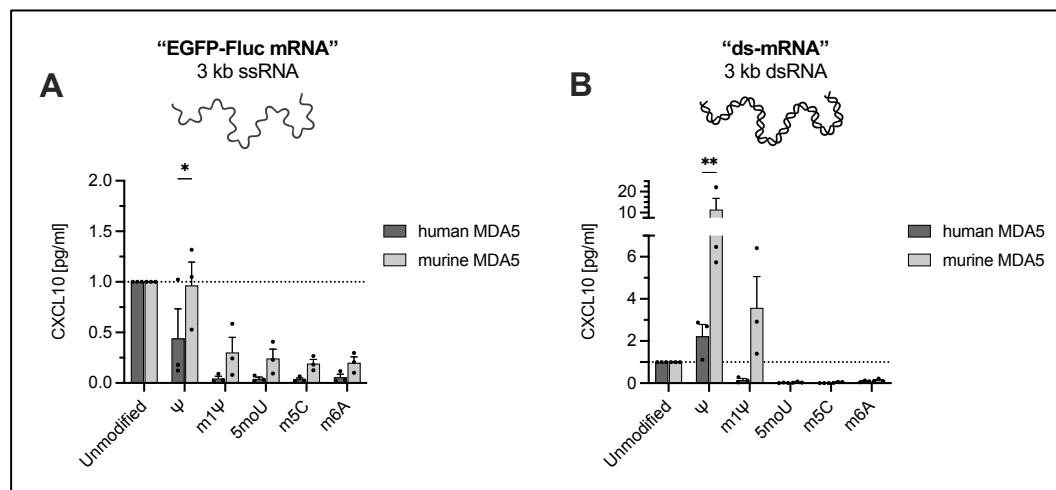 “EGFP-Fluc mRNA”
3 kb ssRNA
A
*
CXCL10 [pg/ml]
2.0
1.5
1.0
0.5
0.0
human MDA5
murine MDA5
Unmodified
Ψ
m1Ψ
5moU
m5C
m6A
“ds-mRNA”
3 kb dsRNA
B
**
CXCL10 [pg/ml]
20
10
6
4
2
0
human MDA5
murine MDA5
Unmodified
Ψ
m1Ψ
5moU
m5C
m6A